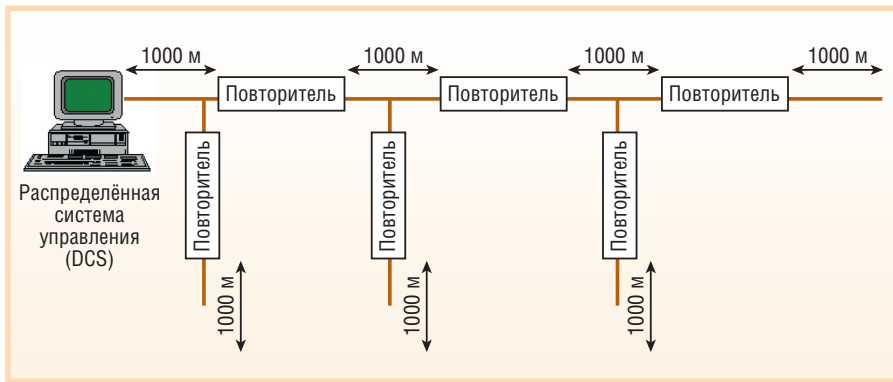 1000 м
1000 м
1000 м
1000 м
Повторитель
Повторитель
Повторитель
Распределённая
система
управления
(DCS)
Повторитель
Повторитель
Повторитель
1000 м
1000 м
1000 м